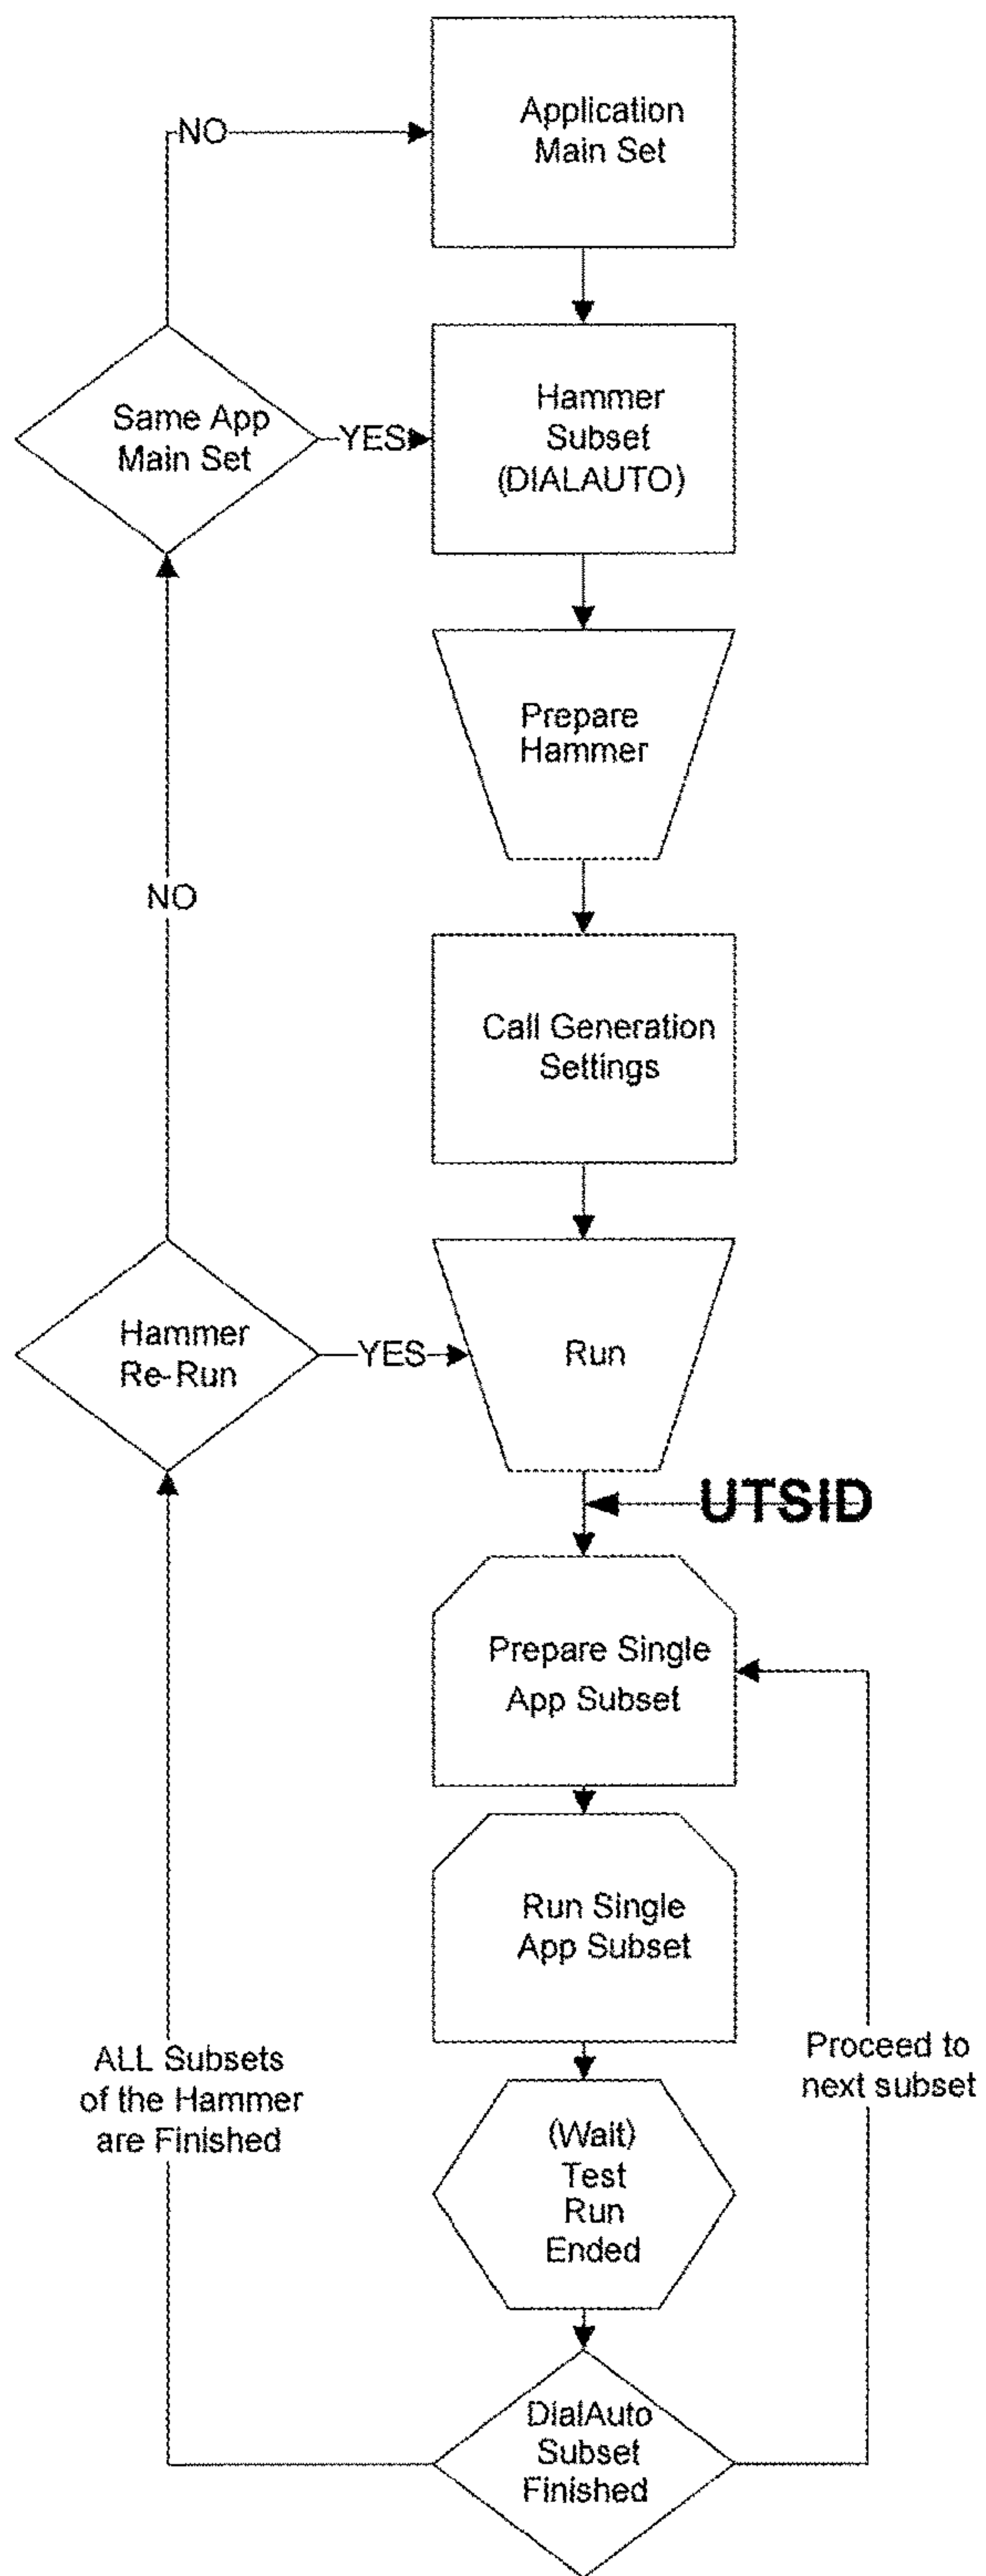 Application
Main Set
NO
Same App
Main Set
YES
Hammer
Subset
(DIALAUTO)
Prepare
Hammer
NO
Call Generation
Settings
Hammer
Re-Run
YES
Run
UTSID
Prepare Single
App Subset
Run Single
App Subset
ALL Subsets
of the Hammer
are Finished
Proceed to
next subset
(Wait)
Test
Run
Ended
DialAuto
Subset
Finished